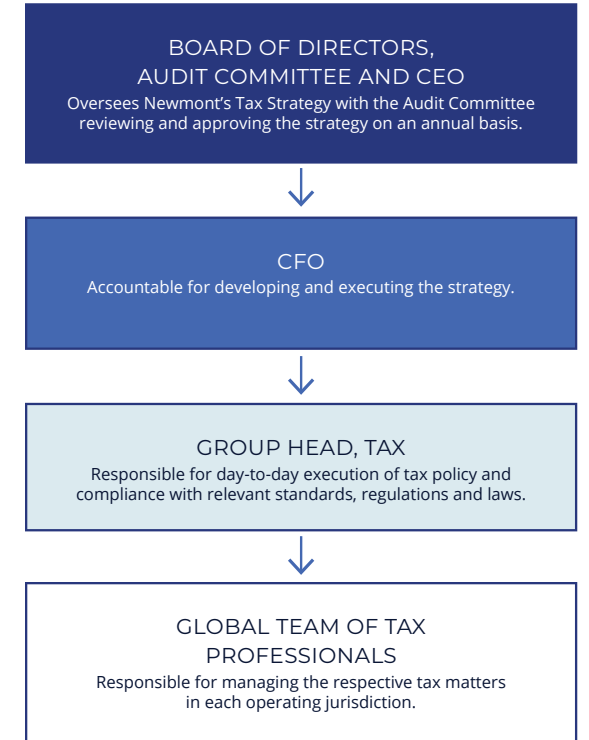 BOARD OF DIRECTORS,
AUDIT COMMITTEE AND CEO
Oversees Newmont’s Tax Strategy with the Audit Committee
reviewing and approving the strategy on an annual basis.
CFO
Accountable for developing and executing the strategy.
GROUP HEAD, TAX
Responsible for day-to-day execution of tax policy and
compliance with relevant standards, regulations and laws.
GLOBAL TEAM OF TAX
PROFESSIONALS
Responsible for managing the respective tax matters
in each operating jurisdiction.